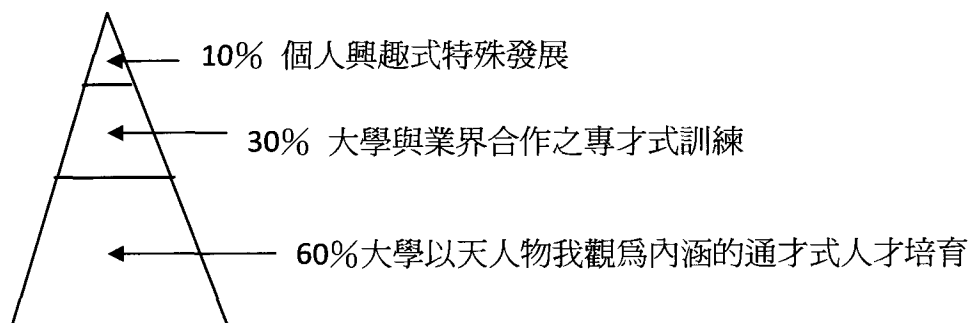 10% 個人興趣式特殊發展
30% 大學與業界合作之專才式訓練
60%大學以天人物我觀為內涵的通才式人才培育